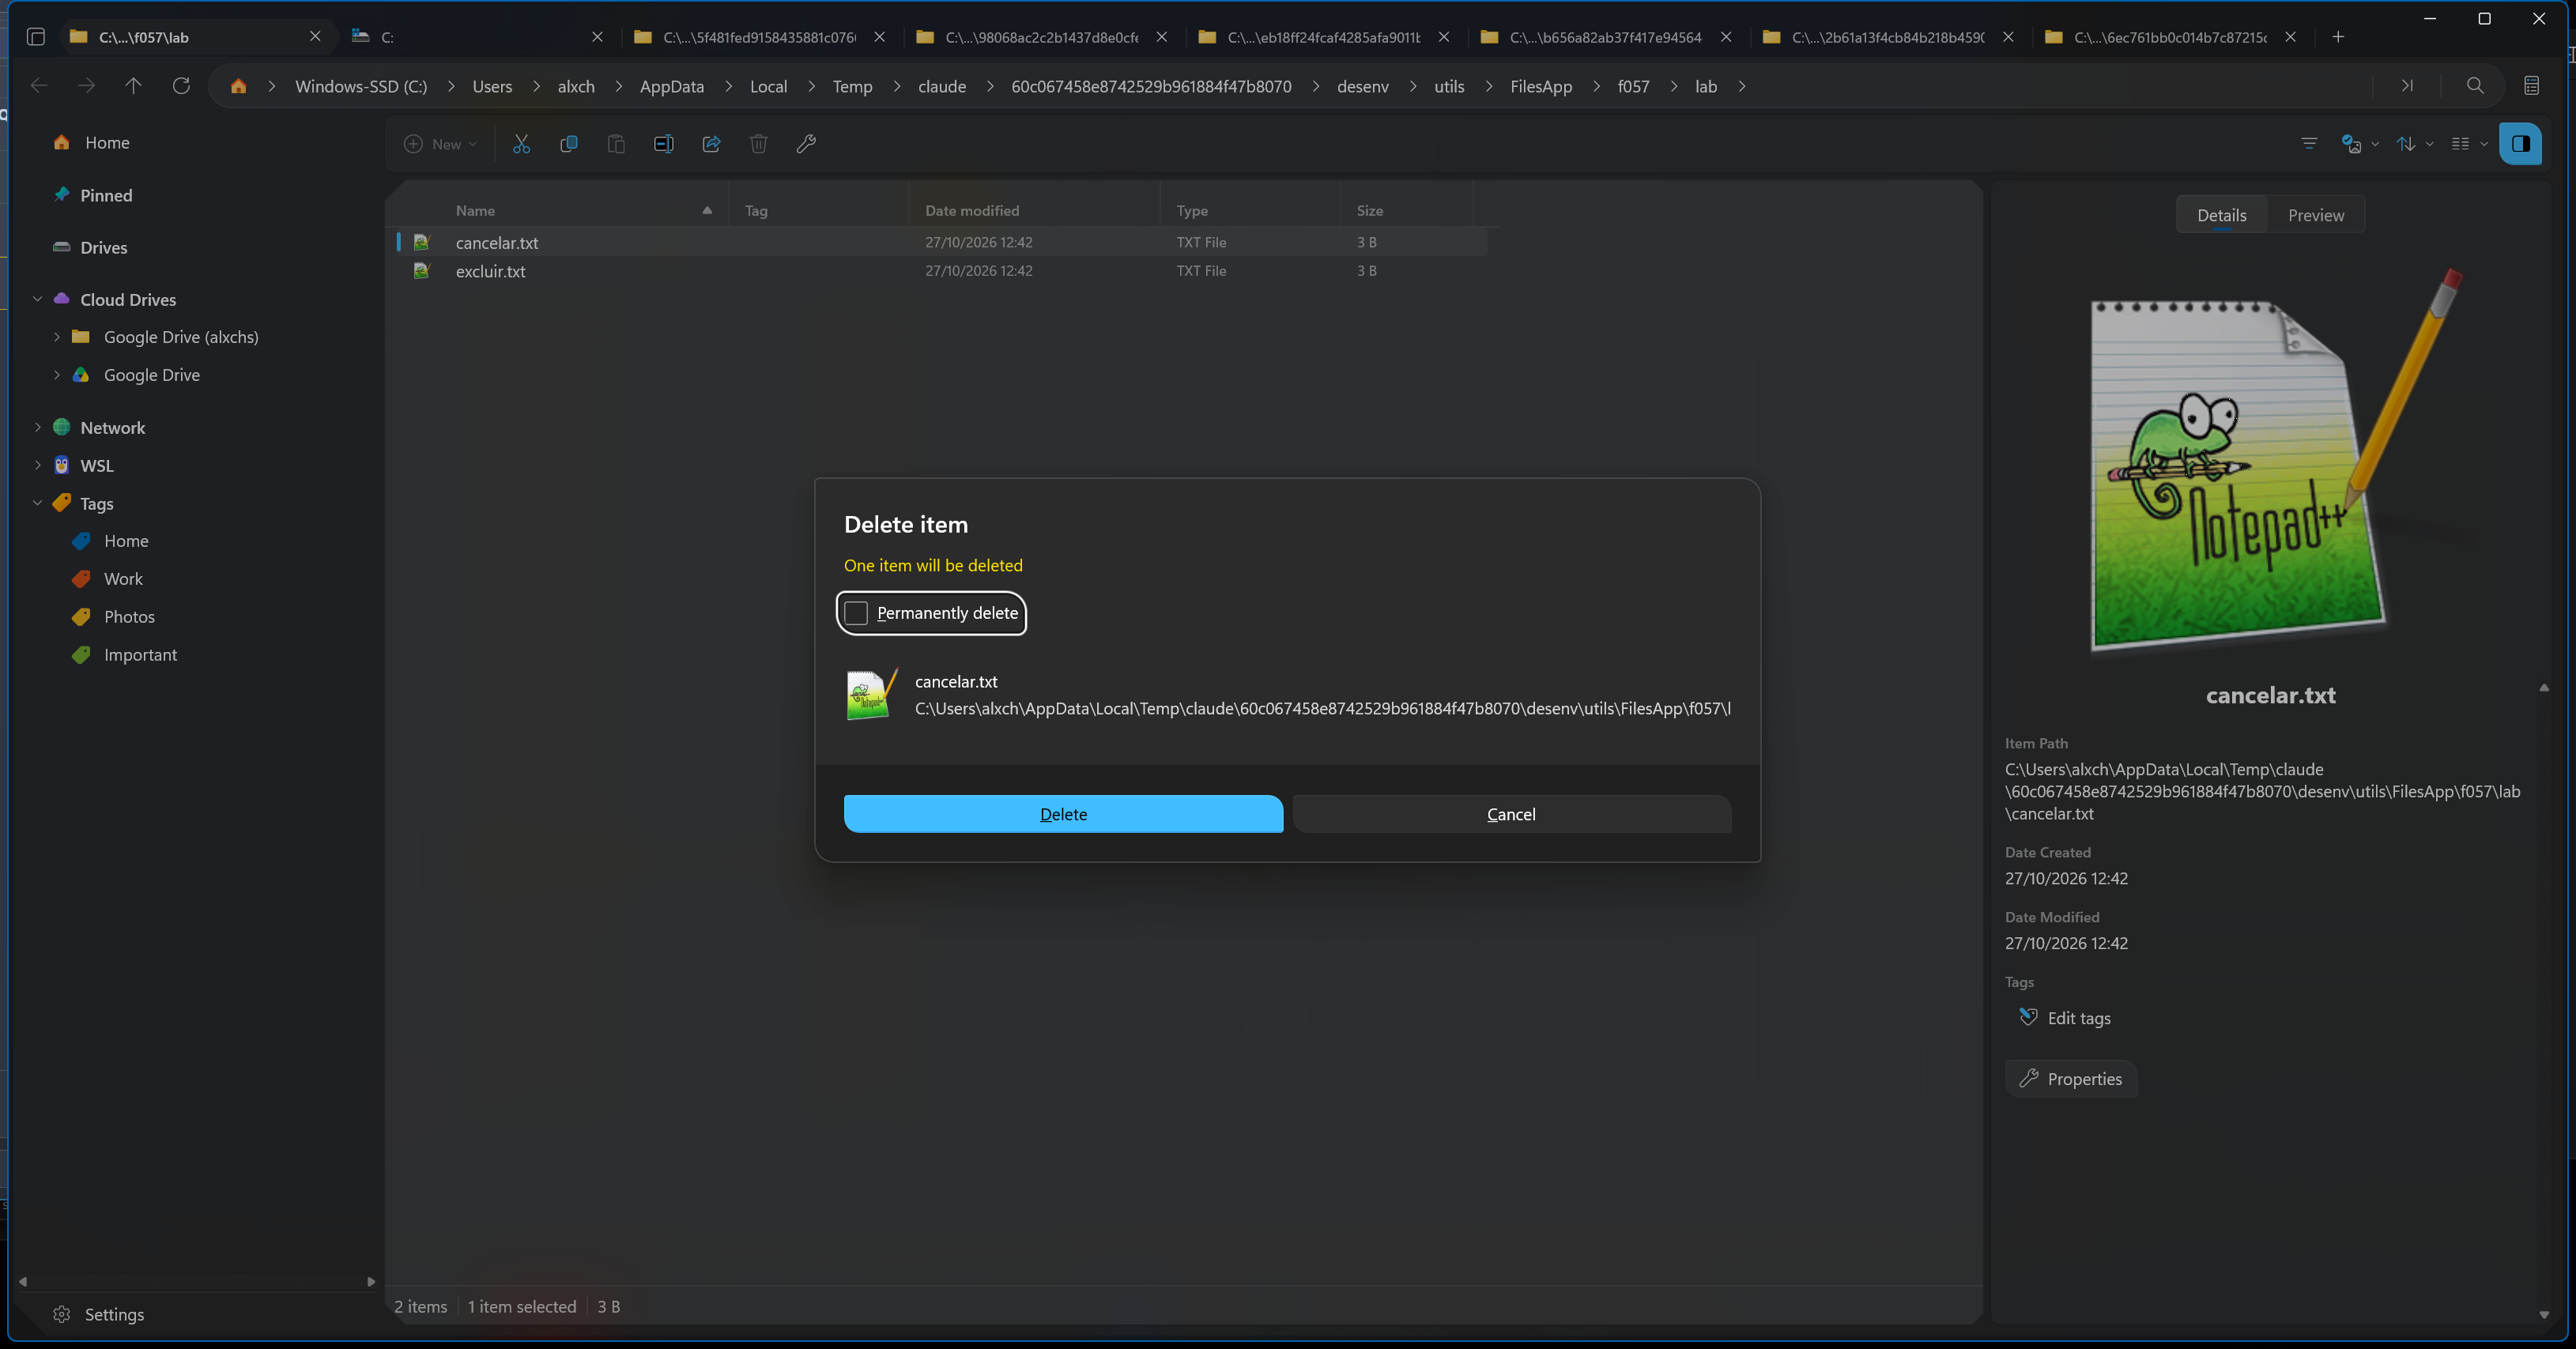 C:\...\f057\lab
C:
C:\...\5f481fed9158435881c076
C:\...\98068ac2c2b1437d8e0cfe
C:\...\eb18ff24fcaf4285afa9011b
C:\...\b656a82ab37f417e94564
C:\...\2b61a13f4cb84b218b4590
C:\...\6ec761bb0c014b7c87215c
Windows-SSD (C:)
Users
alxch
AppData
Local
Temp
claude
60c067458e8742529b961884f47b8070
desenv
utils
FilesApp
f057
lab
New
Home
Pinned
Drives
Cloud Drives
Google Drive (alxchs)
Google Drive
Network
WSL
Tags
Home
Work
Photos
Important
Settings
Name
Tag
Date modified
Type
Size
cancelar.txt
27/10/2026 12:42
TXT File
3 B
excluir.txt
27/10/2026 12:42
TXT File
3 B
Delete item
One item will be deleted
Permanently delete
cancelar.txt
C:\Users\alxch\AppData\Local\Temp\claude\60c067458e8742529b961884f47b8070\desenv\utils\FilesApp\f057\l
Delete
Cancel
2 items
1 item selected
3 B
Details
Preview
Notepad++
cancelar.txt
Item Path
C:\Users\alxch\AppData\Local\Temp\claude
\60c067458e8742529b961884f47b8070\desenv\utils\FilesApp\f057\lab
\cancelar.txt
Date Created
27/10/2026 12:42
Date Modified
27/10/2026 12:42
Tags
Edit tags
Properties